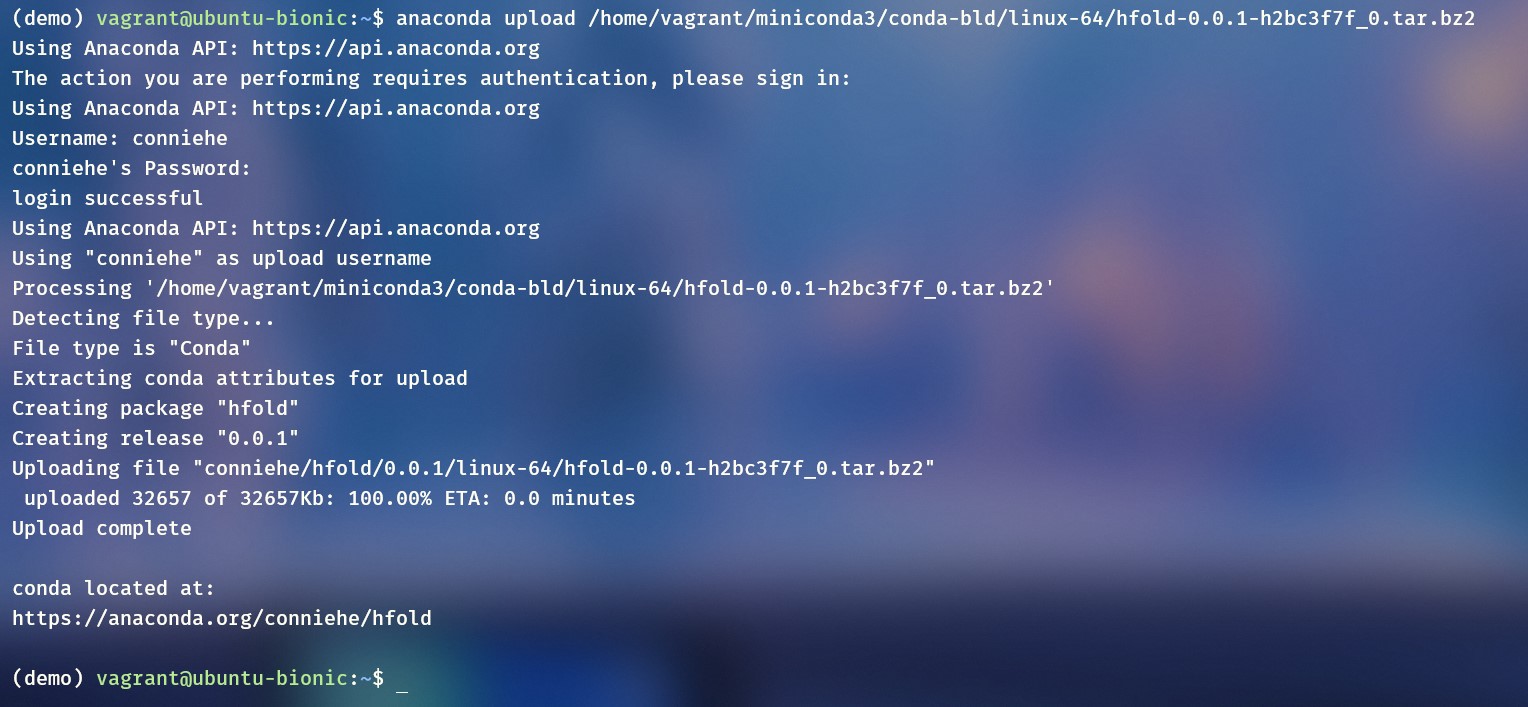 (demo) vagrant@ubuntu-bionic:~$ anaconda upload /home/vagrant/miniconda3/conda-bld/linux-64/hfold-0.0.1-h2bc3f7f_0.tar.bz2
Using Anaconda API: https://api.anaconda.org
The action you are performing requires authentication, please sign in:
Using Anaconda API: https://api.anaconda.org
Username: conniehe
conniehe's Password:
login successful
Using Anaconda API: https://api.anaconda.org
Using "conniehe" as upload username
Processing '/home/vagrant/miniconda3/conda-bld/linux-64/hfold-0.0.1-h2bc3f7f_0.tar.bz2'
Detecting file type...
File type is "Conda"
Extracting conda attributes for upload
Creating package "hfold"
Creating release "0.0.1"
Uploading file "conniehe/hfold/0.0.1/linux-64/hfold-0.0.1-h2bc3f7f_0.tar.bz2"
 uploaded 32657 of 32657Kb: 100.00% ETA: 0.0 minutes
Upload complete
conda located at:
https://anaconda.org/conniehe/hfold
(demo) vagrant@ubuntu-bionic:~$ _